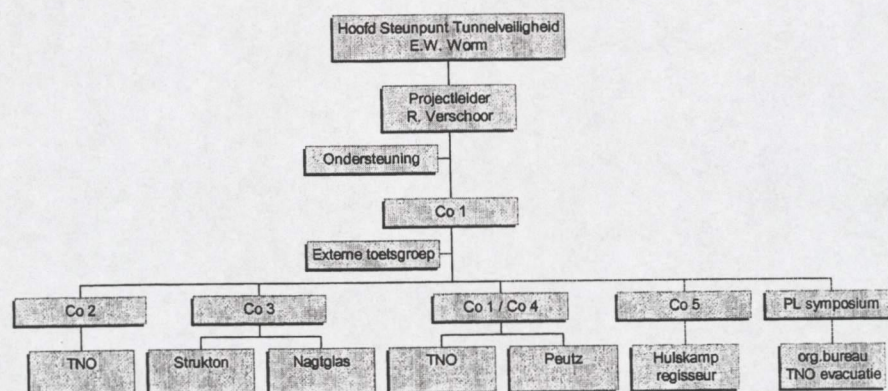 Hoofd Steunpunt Tunnelveiligheid
E.W. Worm
Projectleider
R. Verschoor
Ondersteuning
Co 1
Externe toetsgroep
Co 2
Co 3
Co 1 / Co 4
Co 5
PL symposium
TNO
Strukton
Nagtglas
TNO
Peutz
Hulskamp
regisseur
org.bureau
TNO evacuatie